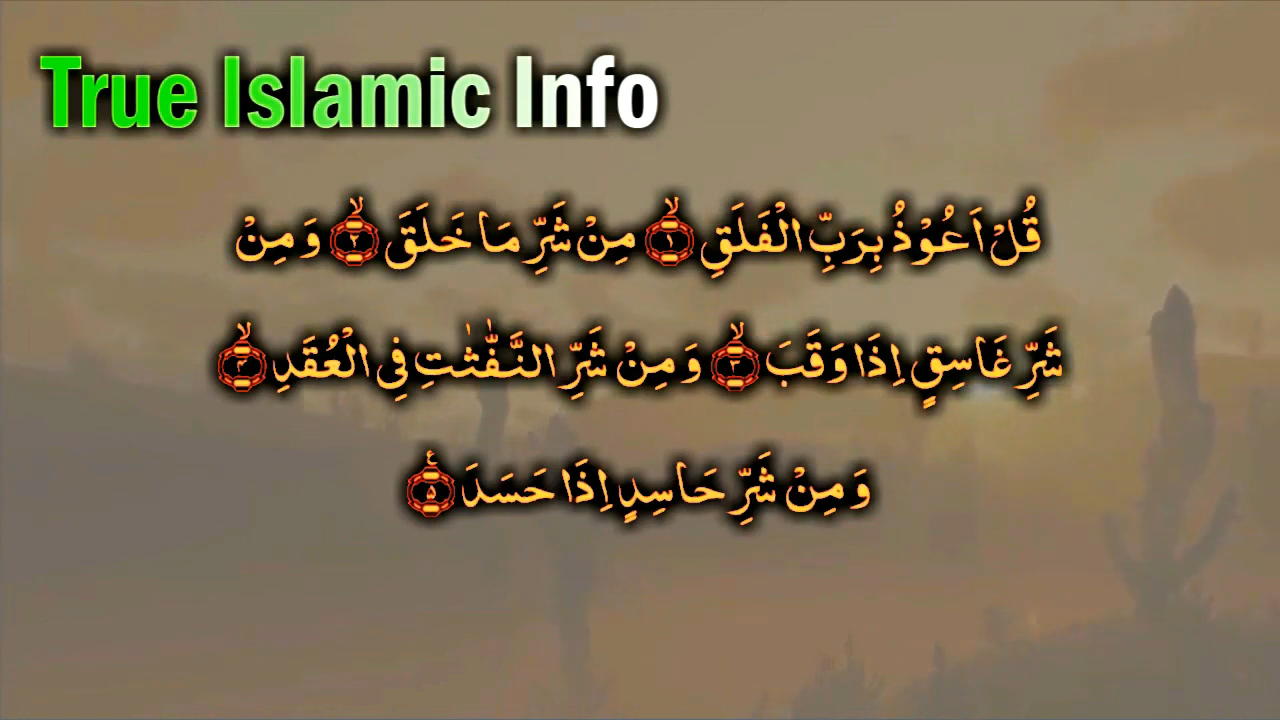 True Islamic Info
قُلۡ اَعُوۡذُ بِرَبِّ الۡفَلَقِۙ‏ ﴿۱﴾ مِنۡ شَرِّ مَا خَلَقَۙ‏ ﴿۲﴾ وَمِنۡ
شَرِّ غَاسِقٍ اِذَا وَقَبَۙ‏ ﴿۳﴾ وَمِنۡ شَرِّ النَّفّٰثٰتِ فِى الۡعُقَدِۙ‏ ﴿۴﴾
وَمِنۡ شَرِّ حَاسِدٍ اِذَا حَسَدَ ﴿۵﴾